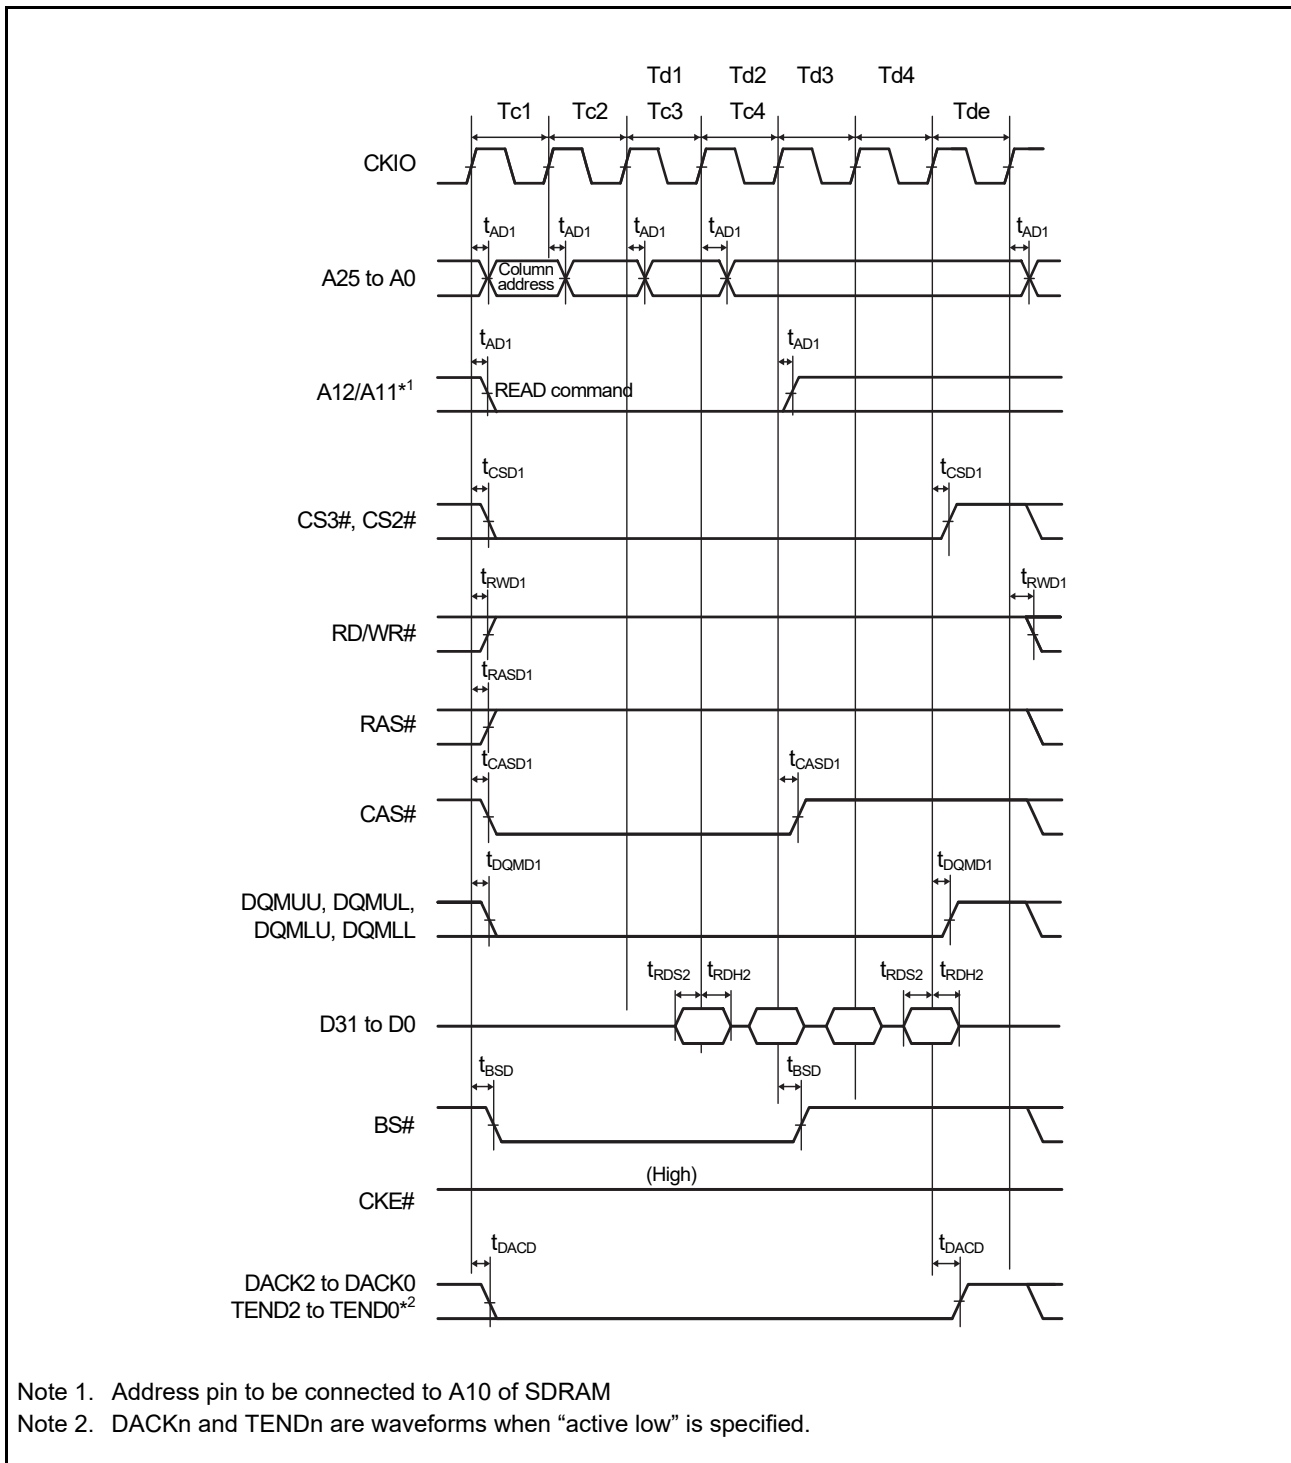 Td1 Td2 Td3 Td4
Tc1 Tc2 Tc3 Tc4 Tde
CKIO
tAD1 tAD1 tAD1 tAD1 tAD1
A25 to A0
Column
address
tAD1 tAD1
A12/A11*1
READ command
tCSD1 tCSD1
CS3#, CS2#
tRWD1 tRWD1
RD/WR#
tRASD1
RAS#
tCASD1 tCASD1
CAS#
tDQMD1 tDQMD1
DQMUU, DQMUL,
DQMLU, DQMLL
tRDS2 tRDH2 tRDS2 tRDH2
D31 to D0
tBSD tBSD
BS#
(High)
CKE#
tDACD tDACD
DACK2 to DACK0
TEND2 to TEND0*2
Note 1. Address pin to be connected to A10 of SDRAM
Note 2. DACKn and TENDn are waveforms when “active low” is specified.